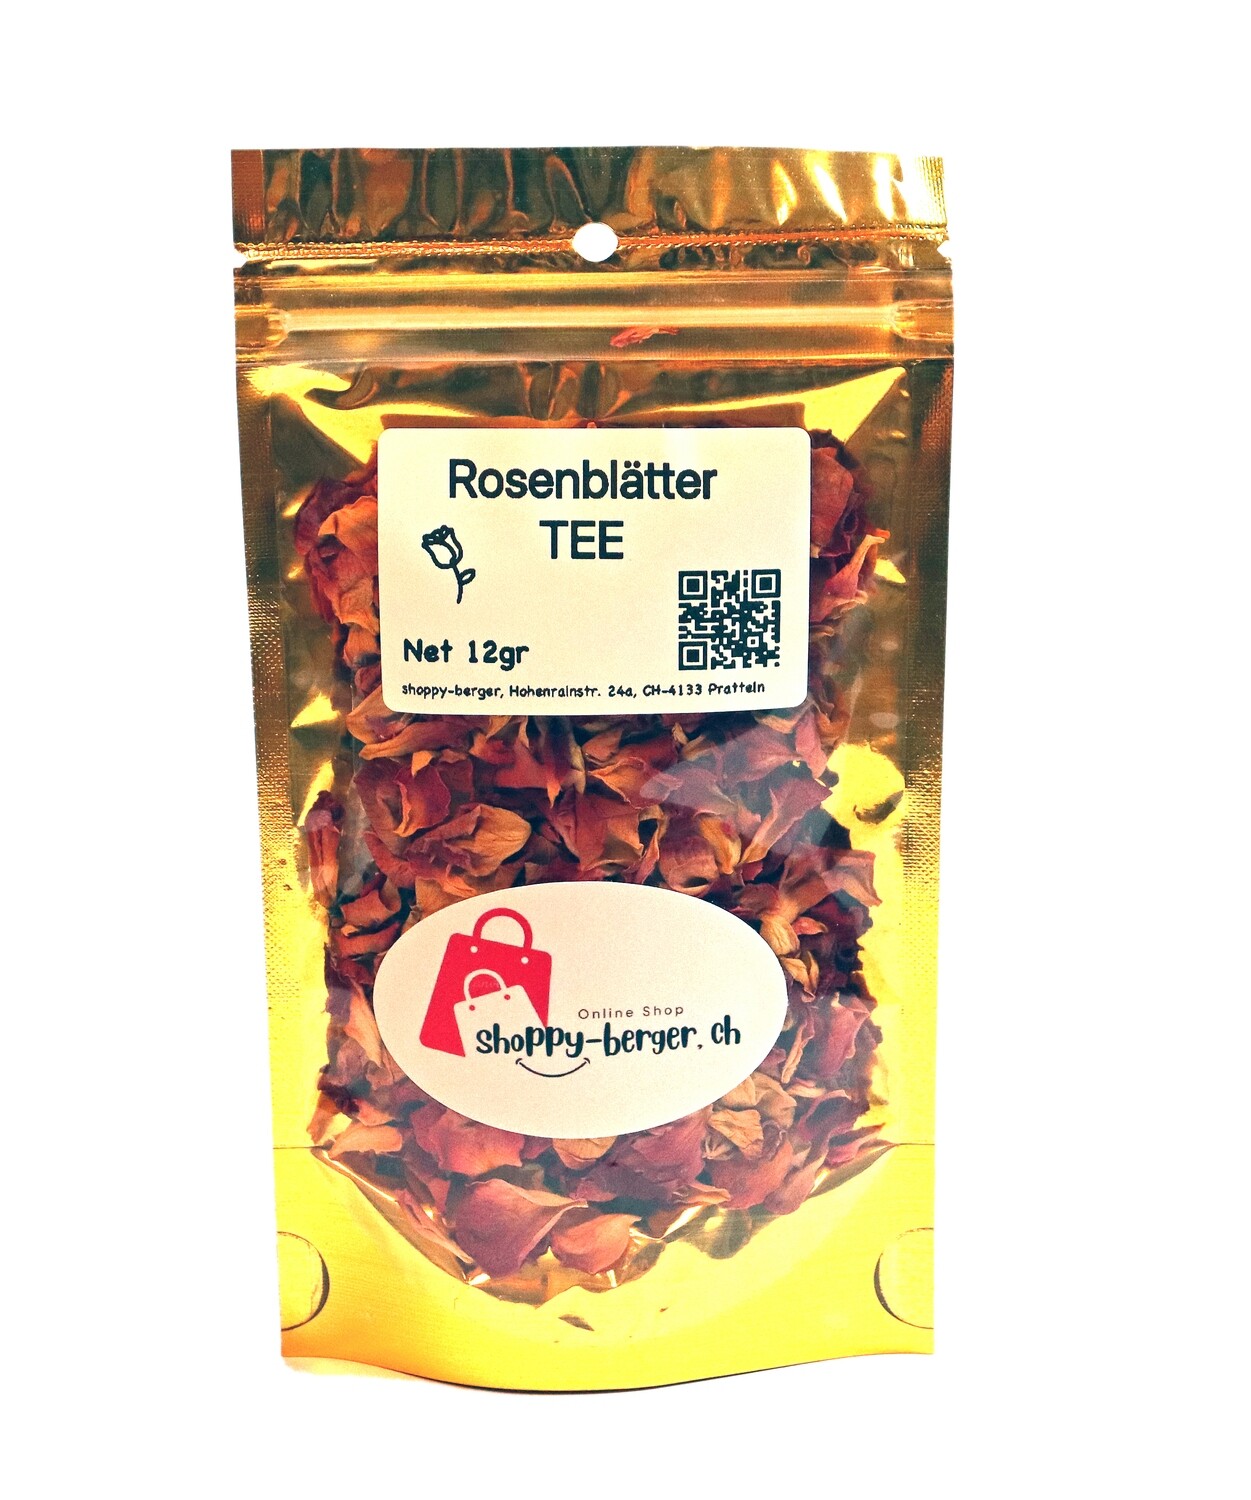 Rosenblätter
TEE
Net 12gr
shoppy-berger, Hohenrainstr. 24a, CH-4133 Pratteln
Online Shop
shoppy-berger.ch